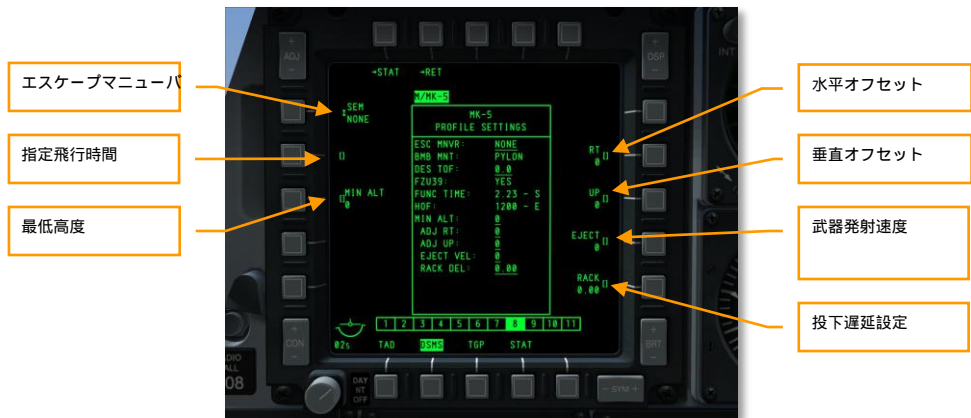 エスケープマニューバ
指定飛行時間
最低高度
水平オフセット
垂直オフセット
武器発射速度
投下遅延設定
+
ADJ
-
+
DSP
-
INT
→STAT →RET
M/MK-5
SEM
NONE
MK-5
PROFILE SETTINGS
ESC MNVR: NONE
BMB MNT: PYLON
DES TOF: 0.0
FZU39: YES
FUNC TIME: 2.23 - S
HOF: 1200 - E
MIN ALT: 0
ADJ RT: 0
ADJ UP: 0
EJECT VEL: 0
RACK DEL: 0.00
MIN ALT
0
RT
0
UP
0
EJECT
0
RACK
0.00
1 2 3 4 5 6 7 8 9 10 11
02s TAD DSMS TGP STAT
+
CON
-
+
BRT
-
DAY
OFF
- SYM +
08